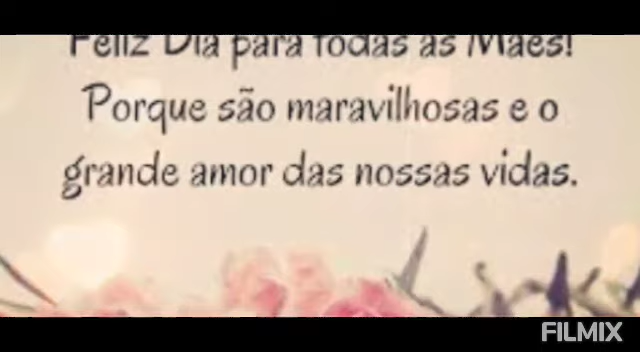 Feliz Dia para todas as Mães!
Porque são maravilhosas e o
grande amor das nossas vidas.
FILMIX